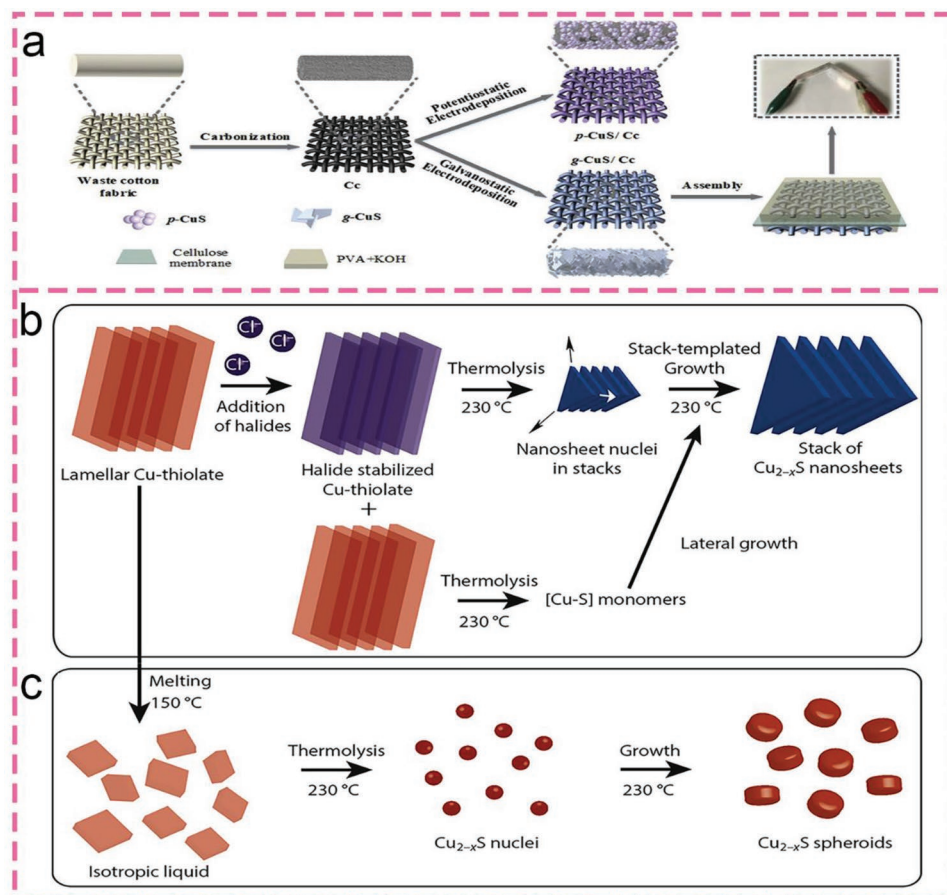 a
Carbonization
Potentiostatic
Electrodeposition
Galvanostatic
Electrodeposition
p-CuS/ Cc
g-CuS/ Cc
Assembly
Waste cotton
fabric
Cc
p-CuS
g-CuS
Cellulose
membrane
PVA+KOH
b
Cl⁻
Cl⁻
Cl⁻
Addition
of halides
Lamellar Cu-thiolate
Halide stabilized
Cu-thiolate
+
Thermolysis
230 °C
Nanosheet nuclei
in stacks
Stack-templated
Growth
230 °C
Stack of
Cu₂₋ₓS nanosheets
Lateral growth
Thermolysis
230 °C
[Cu-S] monomers
c
Melting
150 °C
Isotropic liquid
Thermolysis
230 °C
Cu₂₋ₓS nuclei
Growth
230 °C
Cu₂₋ₓS spheroids